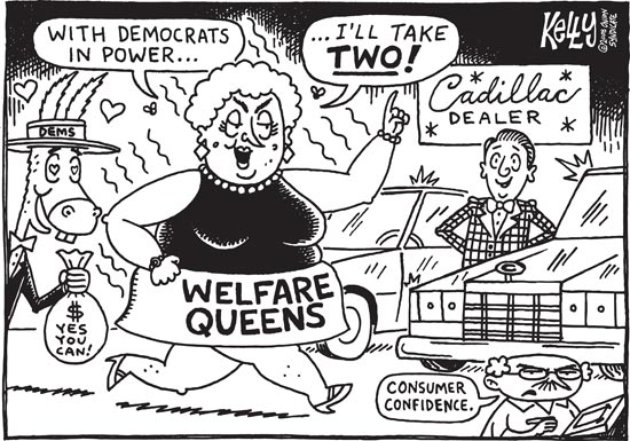 WITH DEMOCRATS
IN POWER...
...I'LL TAKE
TWO!
Kelly
Cadillac
DEALER
DEMS
WELFARE
QUEENS
$
YES
YOU
CAN!
CONSUMER
CONFIDENCE.